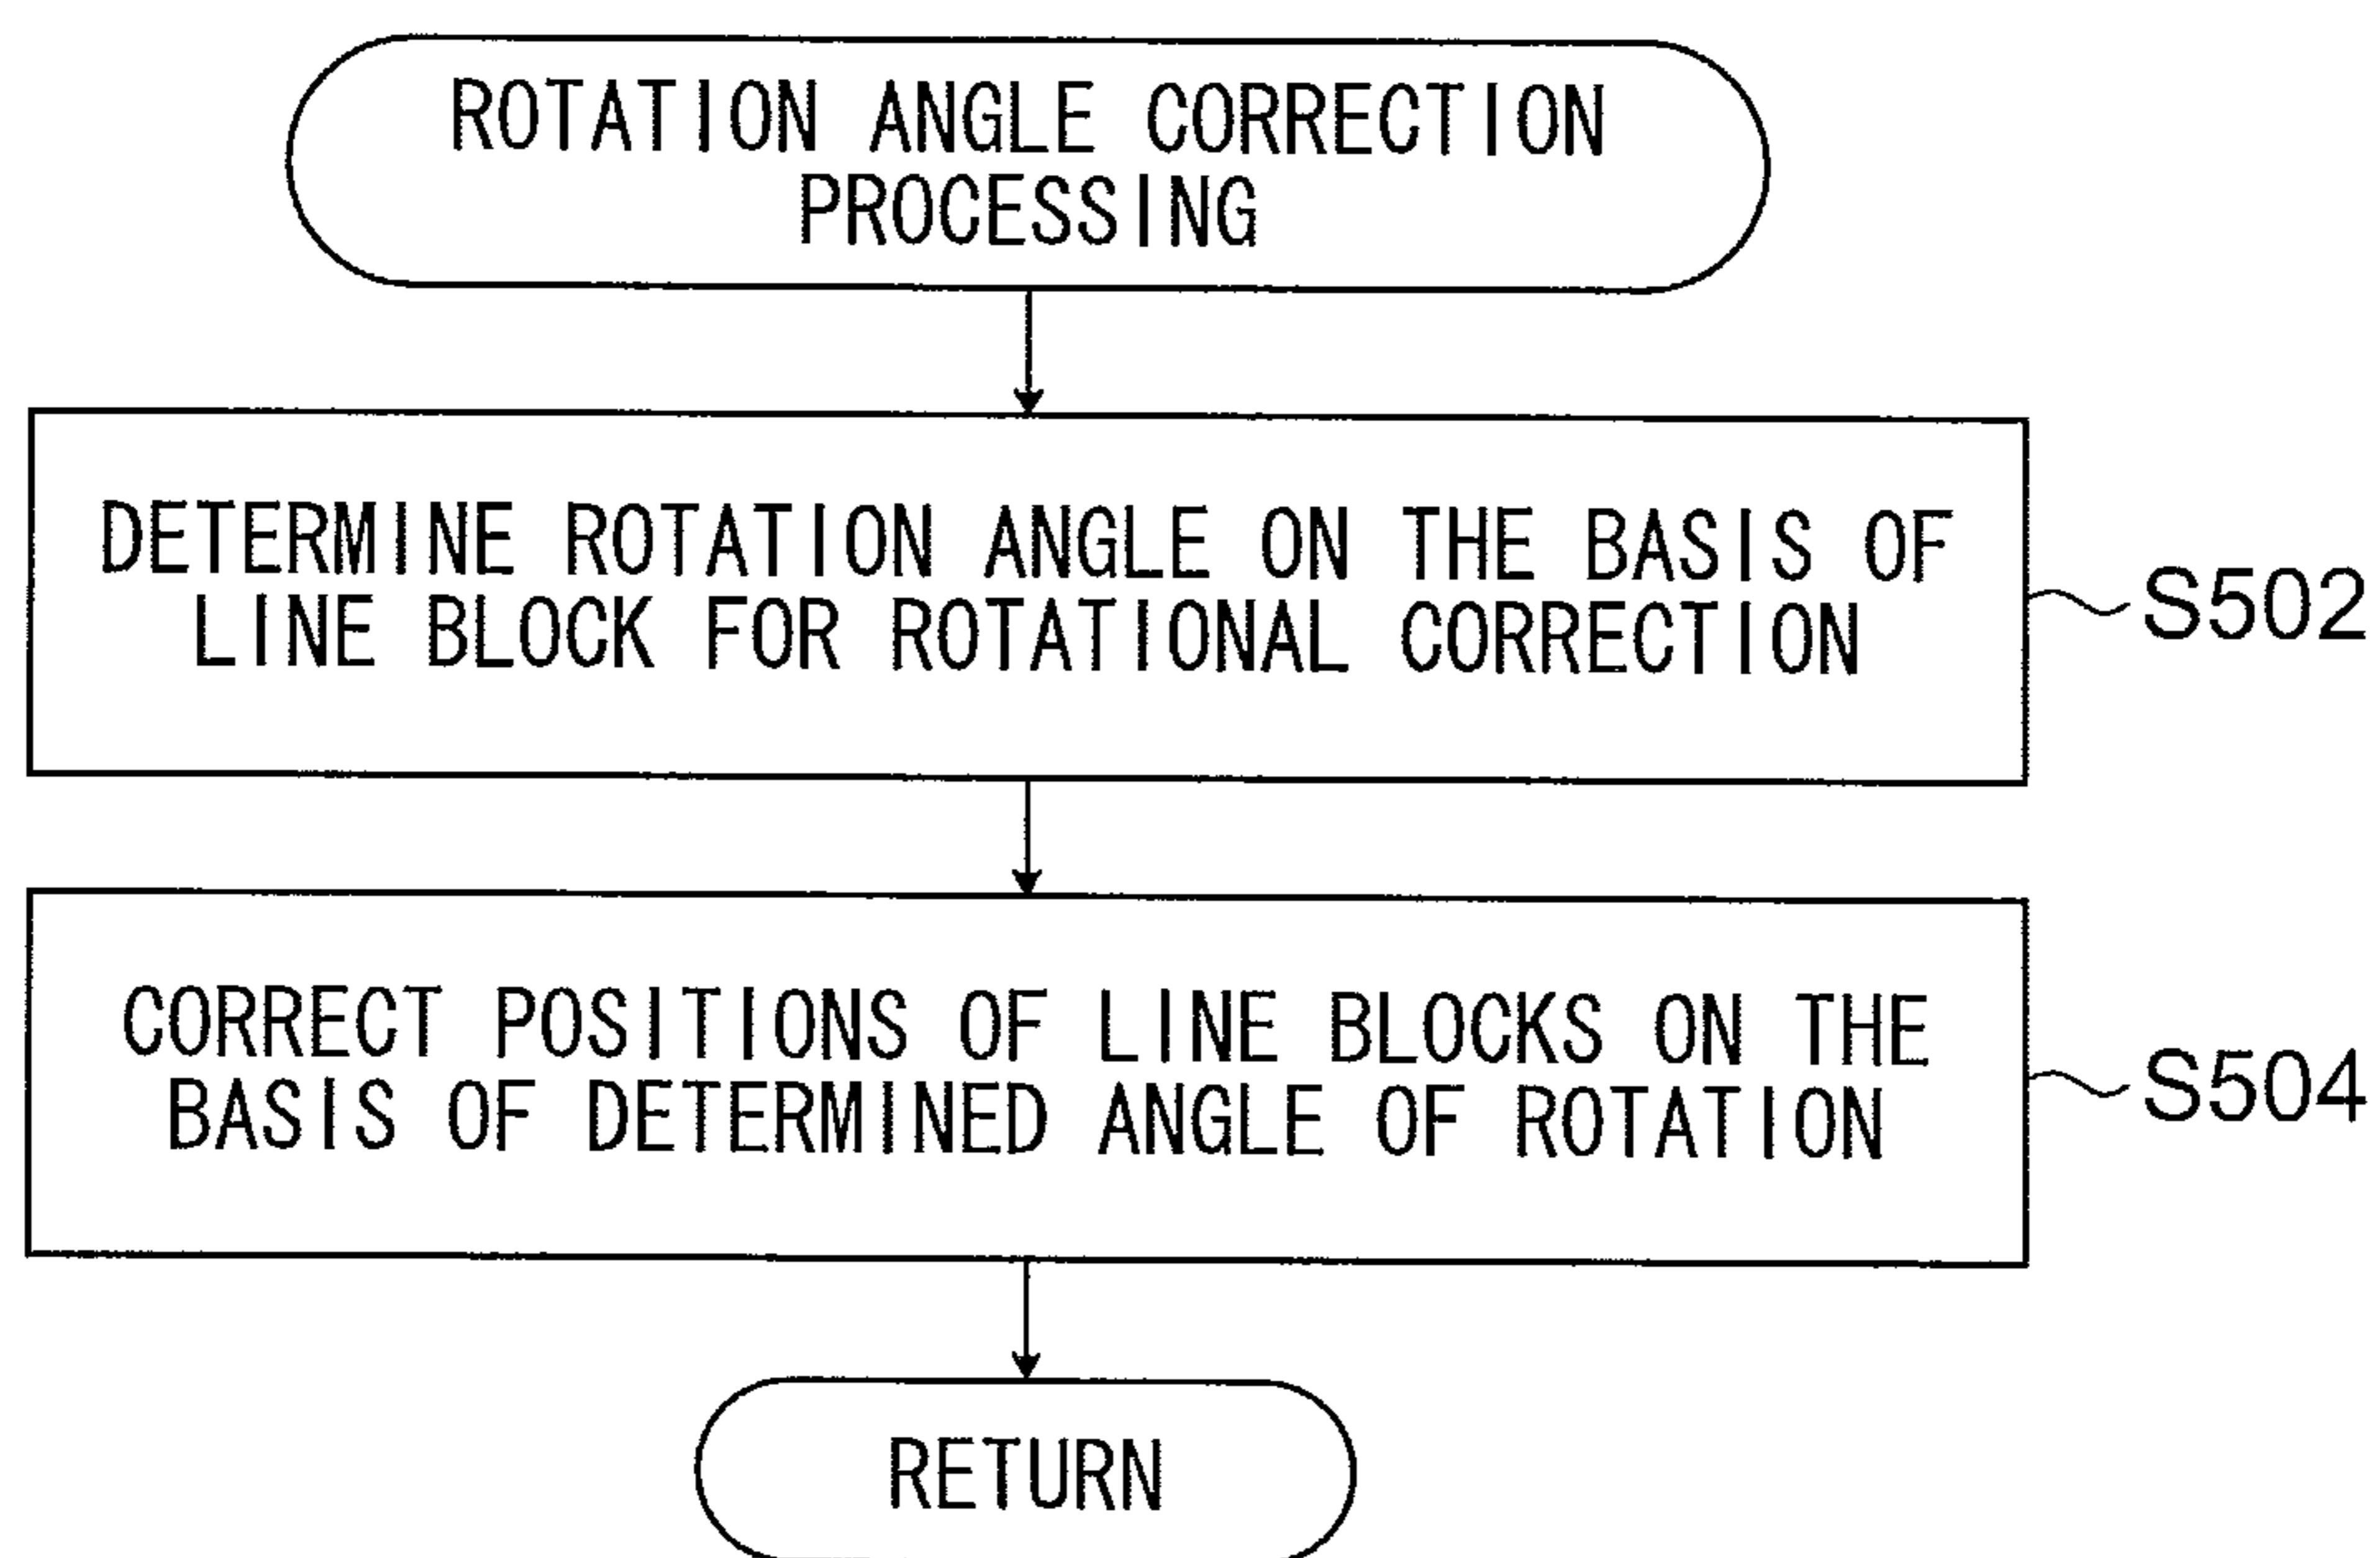 ROTATION ANGLE CORRECTION
PROCESSING
DETERMINE ROTATION ANGLE ON THE BASIS OF
LINE BLOCK FOR ROTATIONAL CORRECTION
S502
CORRECT POSITIONS OF LINE BLOCKS ON THE
BASIS OF DETERMINED ANGLE OF ROTATION
S504
RETURN